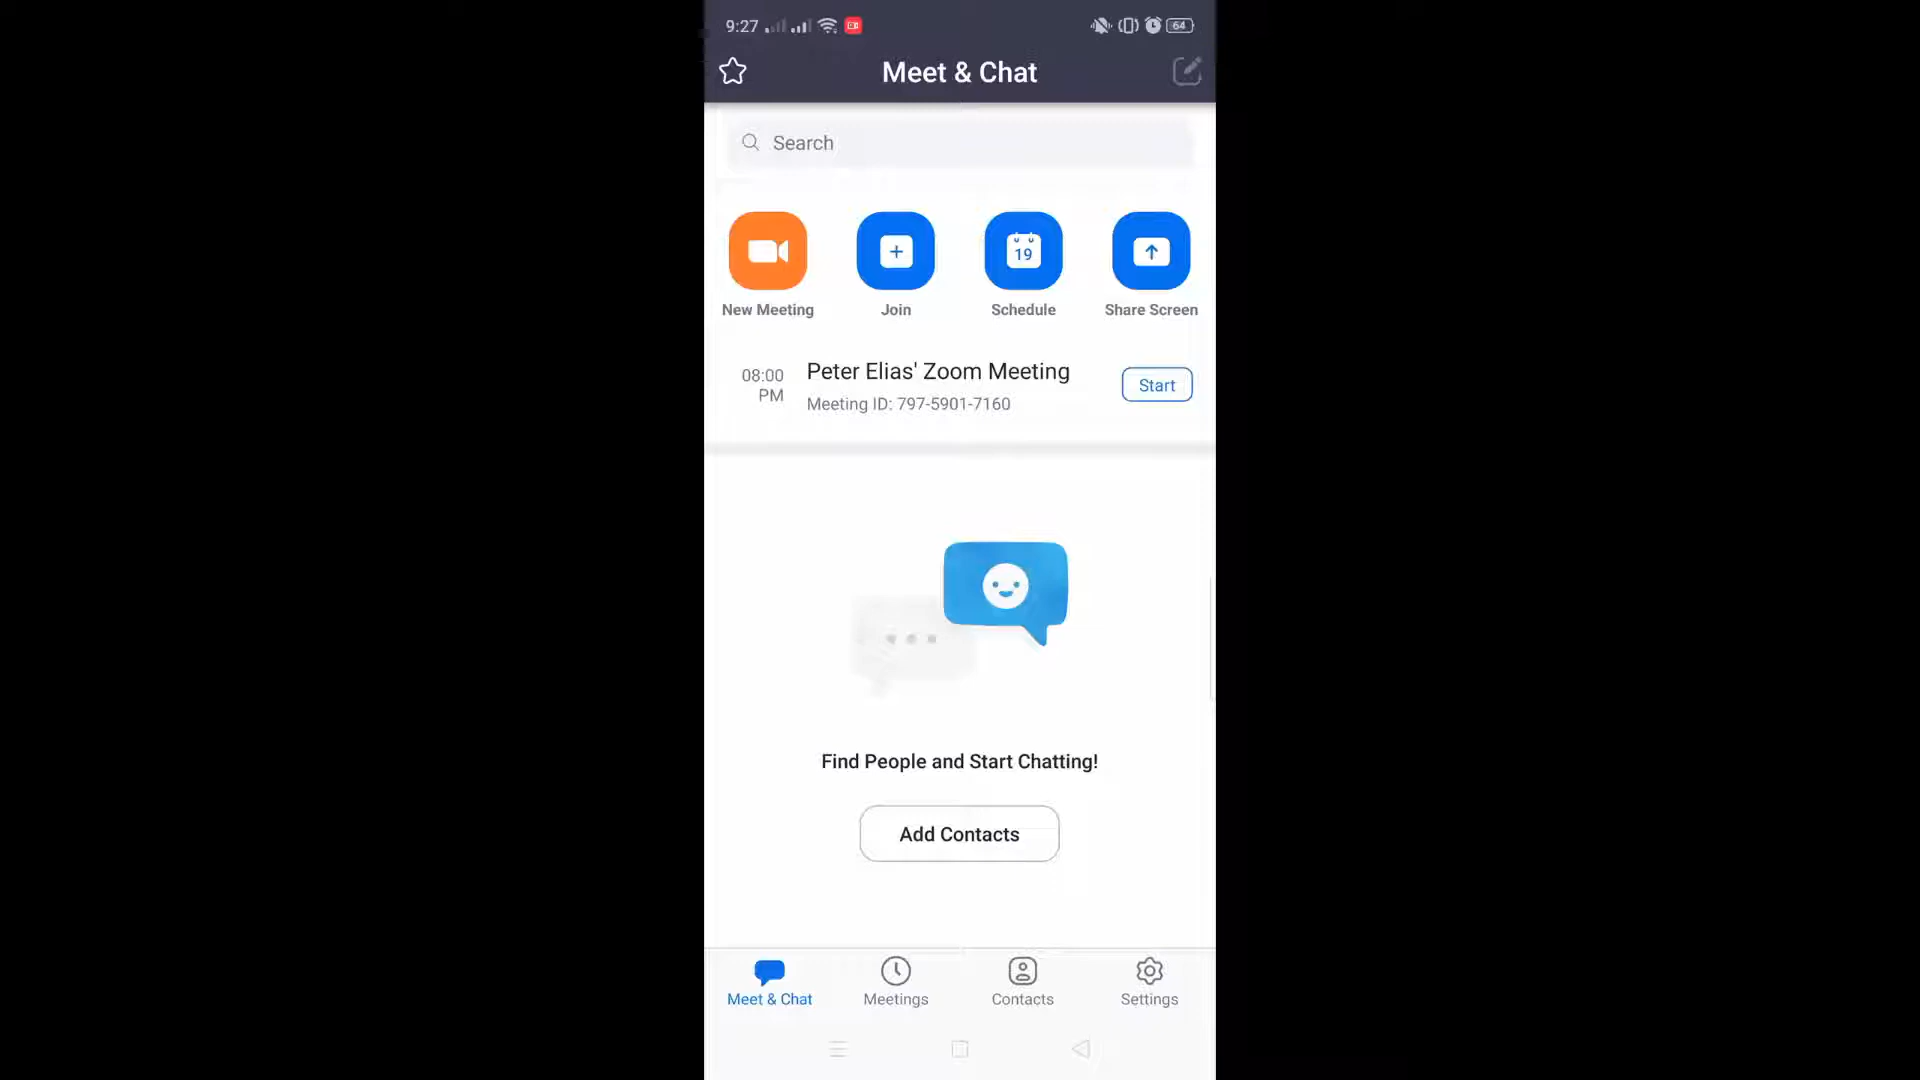 9:27
64
Meet & Chat
Search
19
New Meeting
Join
Schedule
Share Screen
08:00
PM
Peter Elias' Zoom Meeting
Meeting ID: 797-5901-7160
Start
Find People and Start Chatting!
Add Contacts
Meet & Chat
Meetings
Contacts
Settings